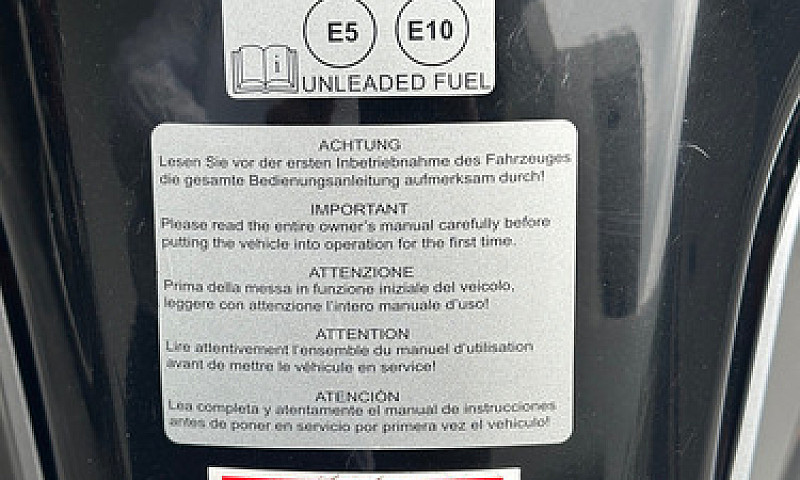 E5 E10
UNLEADED FUEL
ACHTUNG
Lesen Sie vor der ersten Inbetriebnahme des Fahrzeuges
die gesamte Bedienungsanleitung aufmerksam durch!
IMPORTANT
Please read the entire owner's manual carefully before
putting the vehicle into operation for the first time.
ATTENZIONE
Prima della messa in funzione iniziale del veicolo,
leggere con attenzione l'intero manuale d'uso!
ATTENTION
Lire attentivement l'ensemble du manuel d'utilisation
avant de mettre le véhicule en service!
ATENCIÓN
Lea completa y atentamente el manual de instrucciones
antes de poner en servicio por primera vez el vehículo!